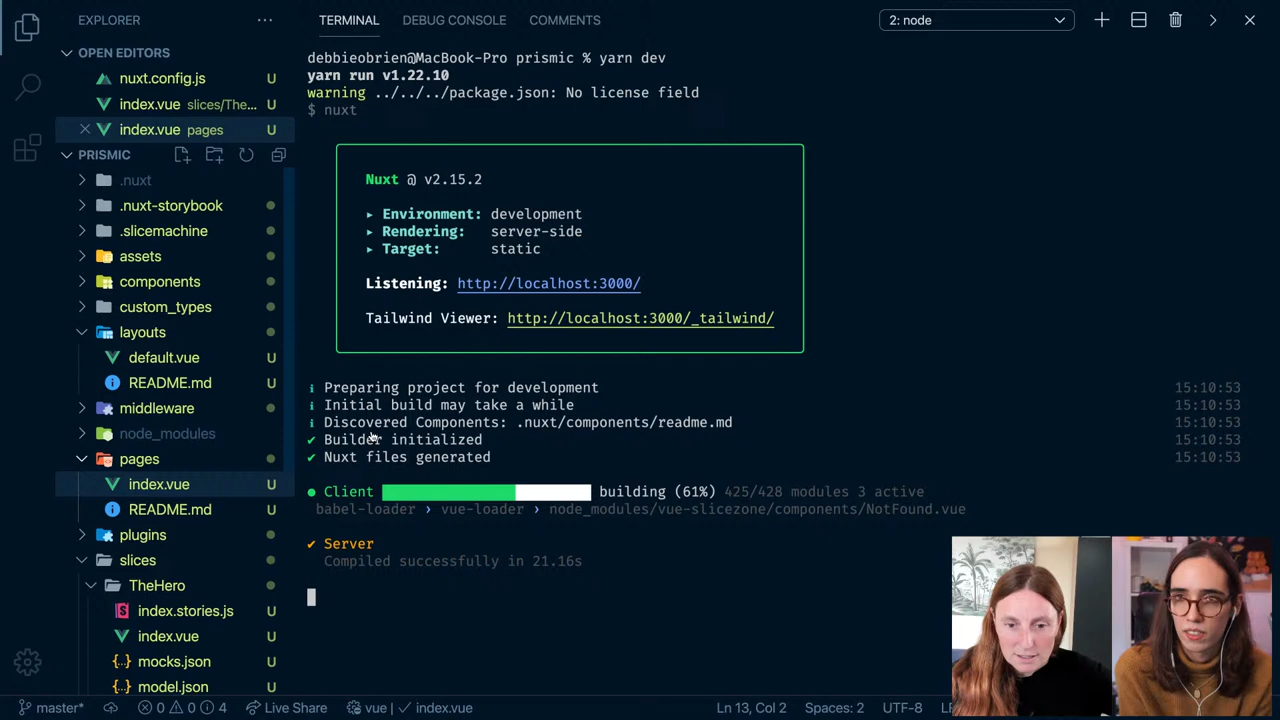 EXPLORER
OPEN EDITORS
nuxt.config.js U
index.vue slices/The... U
index.vue pages U
PRISMIC
.nuxt
.nuxt-storybook
.slicemachine
assets
components
custom_types
layouts
default.vue U
README.md U
middleware
node_modules
pages
index.vue U
README.md U
plugins
slices
TheHero
index.stories.js U
index.vue U
mocks.json U
model.json U
TERMINAL DEBUG CONSOLE COMMENTS 2: node
debbieobrien@MacBook-Pro prismic % yarn dev
yarn run v1.22.10
warning ../../../package.json: No license field
$ nuxt
Nuxt @ v2.15.2
▸ Environment: development
▸ Rendering: server-side
▸ Target: static
Listening: http://localhost:3000/
Tailwind Viewer: http://localhost:3000/_tailwind/
ℹ Preparing project for development 15:10:53
ℹ Initial build may take a while 15:10:53
ℹ Discovered Components: .nuxt/components/readme.md 15:10:53
✔ Builder initialized 15:10:53
✔ Nuxt files generated 15:10:53
● Client building (61%) 425/428 modules 3 active
babel-loader › vue-loader › node_modules/vue-slicezone/components/NotFound.vue
✔ Server
Compiled successfully in 21.16s
master* 0 0 4 Live Share vue | ✓ index.vue Ln 13, Col 2 Spaces: 2 UTF-8